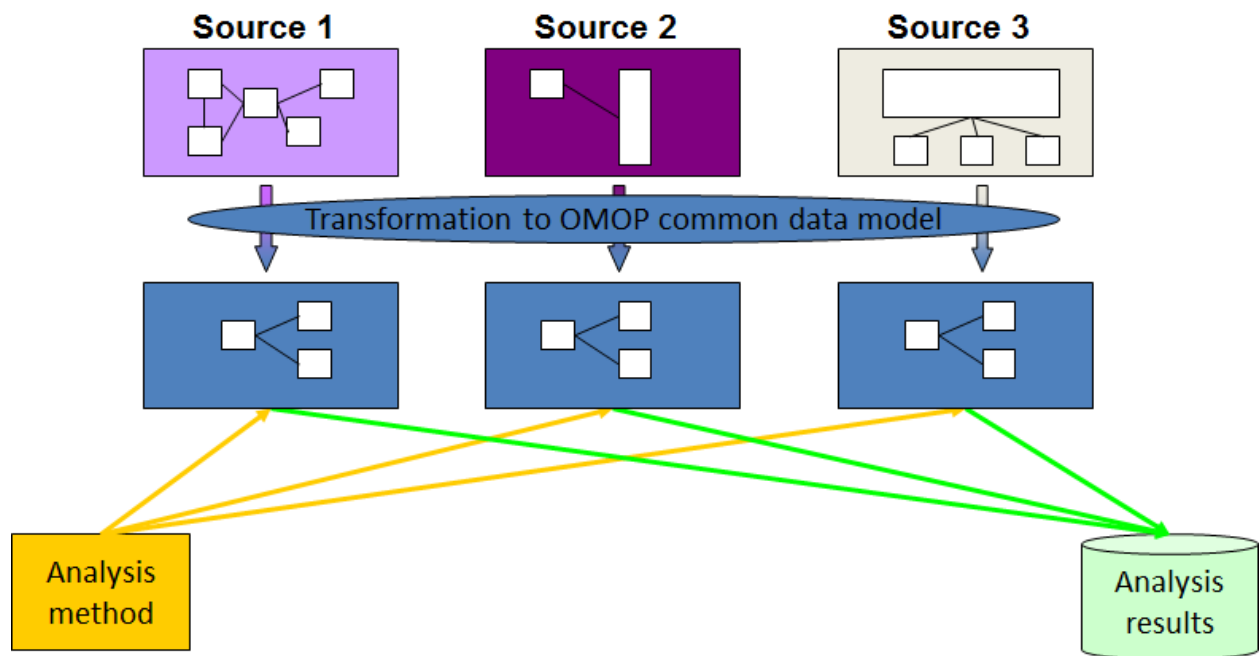 Source 1
Source 2
Source 3
Transformation to OMOP common data model
Analysis
method
Analysis
results